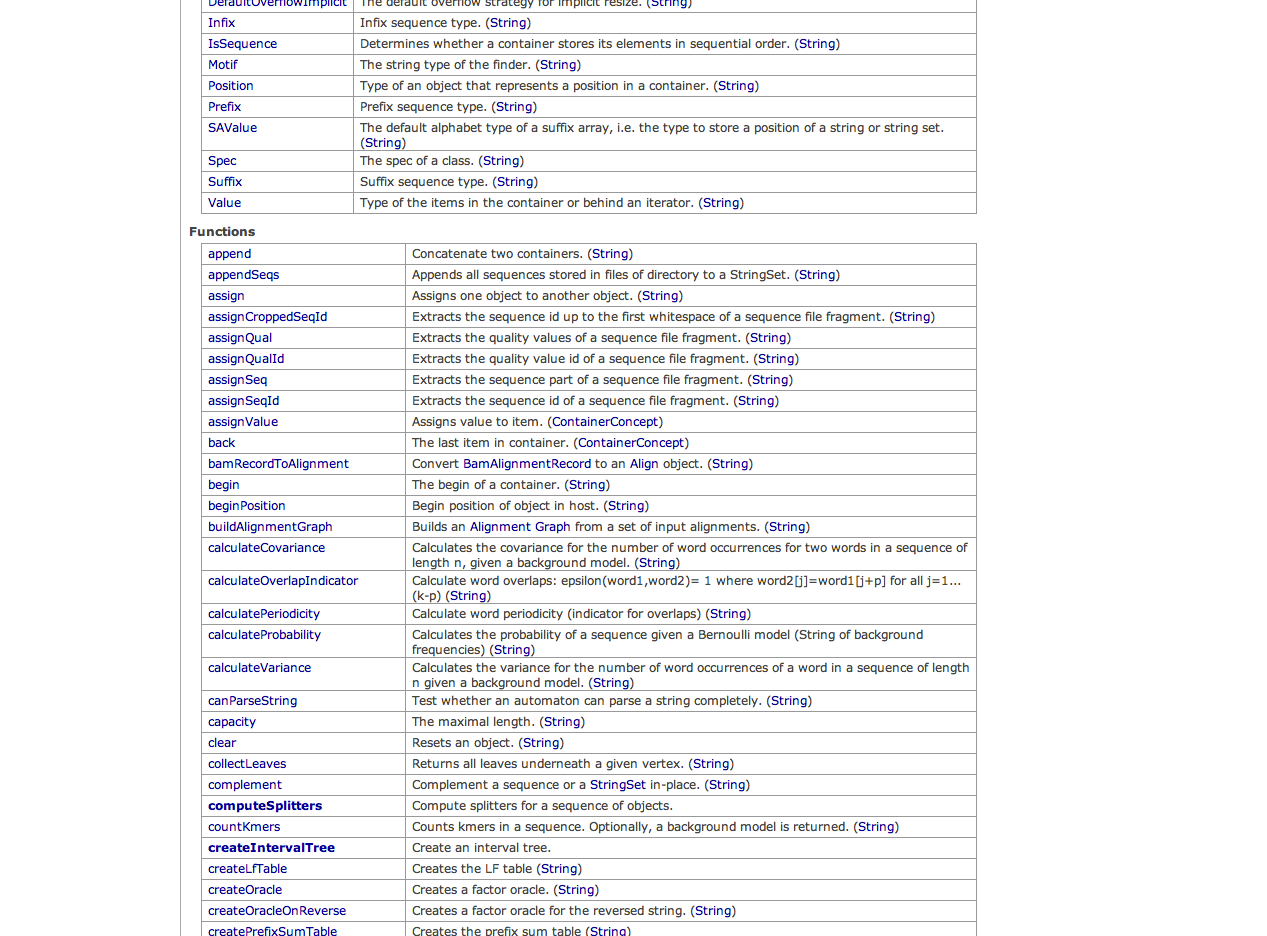 DefaultOverflowImplicit The default overflow strategy for implicit resize. (String)
Infix Infix sequence type. (String)
IsSequence Determines whether a container stores its elements in sequential order. (String)
Motif The string type of the finder. (String)
Position Type of an object that represents a position in a container. (String)
Prefix Prefix sequence type. (String)
SAValue The default alphabet type of a suffix array, i.e. the type to store a position of a string or string set.
(String)
Spec The spec of a class. (String)
Suffix Suffix sequence type. (String)
Value Type of the items in the container or behind an iterator. (String)
Functions
append Concatenate two containers. (String)
appendSeqs Appends all sequences stored in files of directory to a StringSet. (String)
assign Assigns one object to another object. (String)
assignCroppedSeqId Extracts the sequence id up to the first whitespace of a sequence file fragment. (String)
assignQual Extracts the quality values of a sequence file fragment. (String)
assignQualId Extracts the quality value id of a sequence file fragment. (String)
assignSeq Extracts the sequence part of a sequence file fragment. (String)
assignSeqId Extracts the sequence id of a sequence file fragment. (String)
assignValue Assigns value to item. (ContainerConcept)
back The last item in container. (ContainerConcept)
bamRecordToAlignment Convert BamAlignmentRecord to an Align object. (String)
begin The begin of a container. (String)
beginPosition Begin position of object in host. (String)
buildAlignmentGraph Builds an Alignment Graph from a set of input alignments. (String)
calculateCovariance Calculates the covariance for the number of word occurrences for two words in a sequence of
length n, given a background model. (String)
calculateOverlapIndicator Calculate word overlaps: epsilon(word1,word2)= 1 where word2[j]=word1[j+p] for all j=1...
(k-p) (String)
calculatePeriodicity Calculate word periodicity (indicator for overlaps) (String)
calculateProbability Calculates the probability of a sequence given a Bernoulli model (String of background
frequencies) (String)
calculateVariance Calculates the variance for the number of word occurrences of a word in a sequence of length
n given a background model. (String)
canParseString Test whether an automaton can parse a string completely. (String)
capacity The maximal length. (String)
clear Resets an object. (String)
collectLeaves Returns all leaves underneath a given vertex. (String)
complement Complement a sequence or a StringSet in-place. (String)
computeSplitters Compute splitters for a sequence of objects.
countKmers Counts kmers in a sequence. Optionally, a background model is returned. (String)
createIntervalTree Create an interval tree.
createLfTable Creates the LF table (String)
createOracle Creates a factor oracle. (String)
createOracleOnReverse Creates a factor oracle for the reversed string. (String)
createPrefixSumTable Creates the prefix sum table (String)